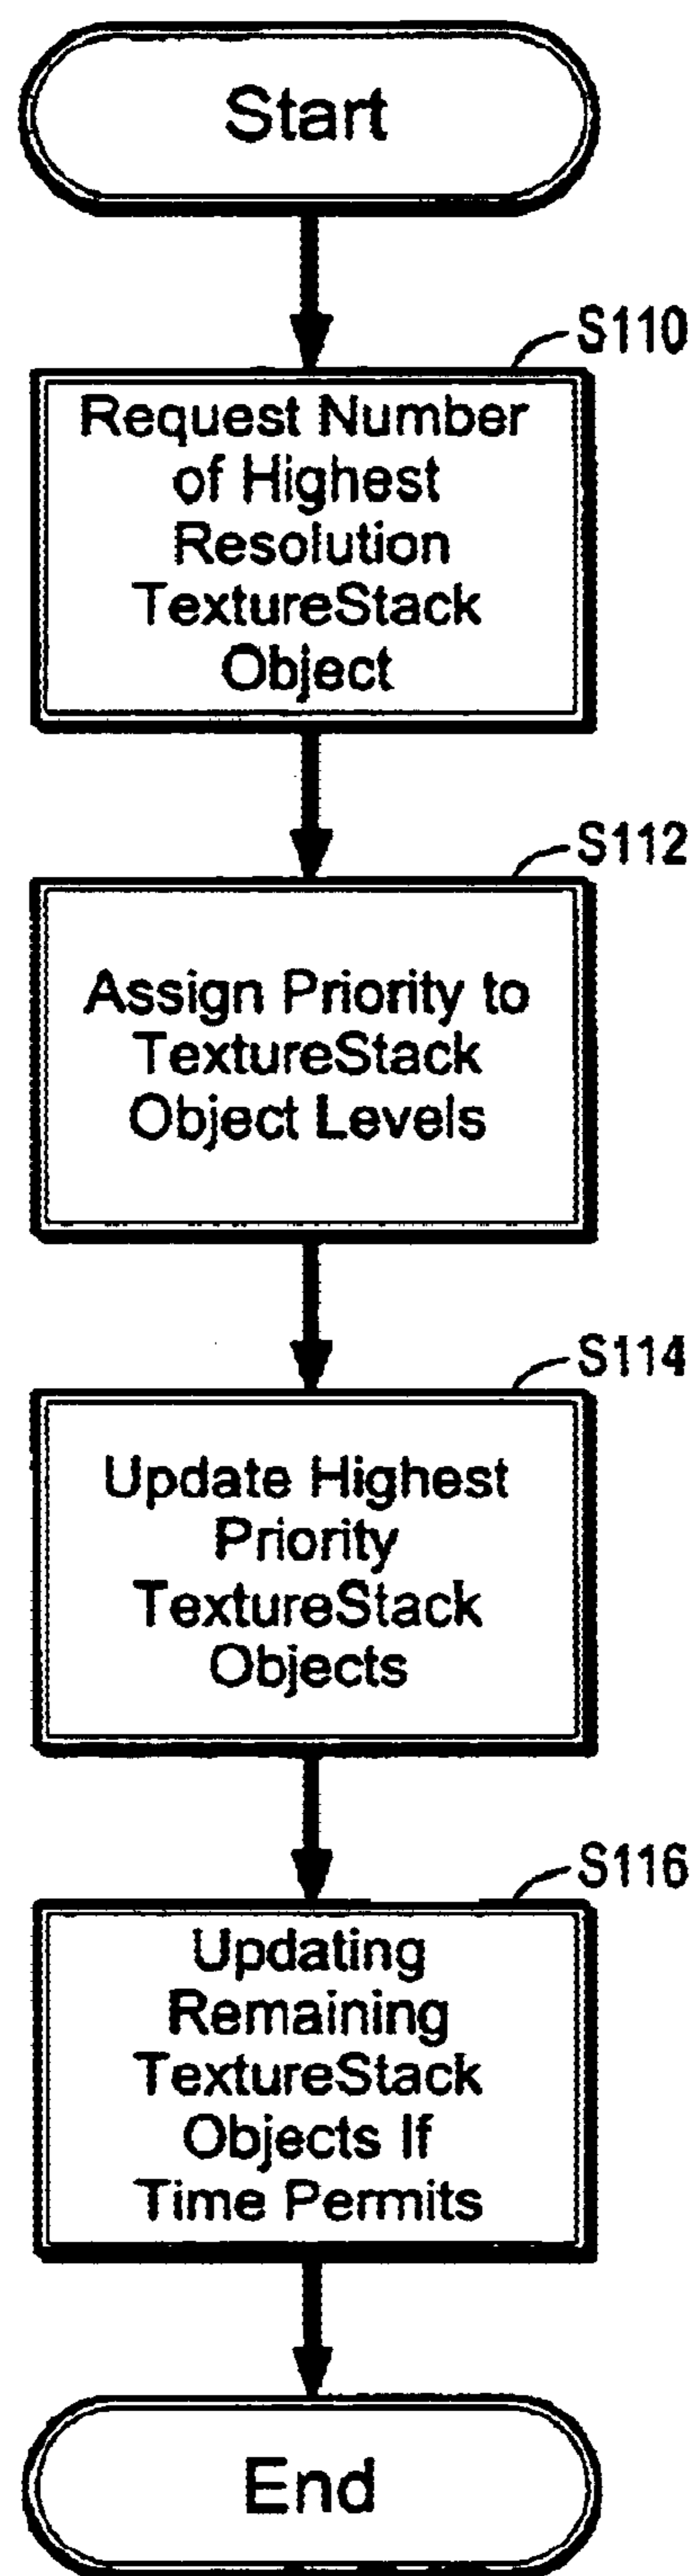 Start
S110
Request Number
of Highest
Resolution
TextureStack
Object
S112
Assign Priority to
TextureStack
Object Levels
S114
Update Highest
Priority
TextureStack
Objects
S116
Updating
Remaining
TextureStack
Objects If
Time Permits
End